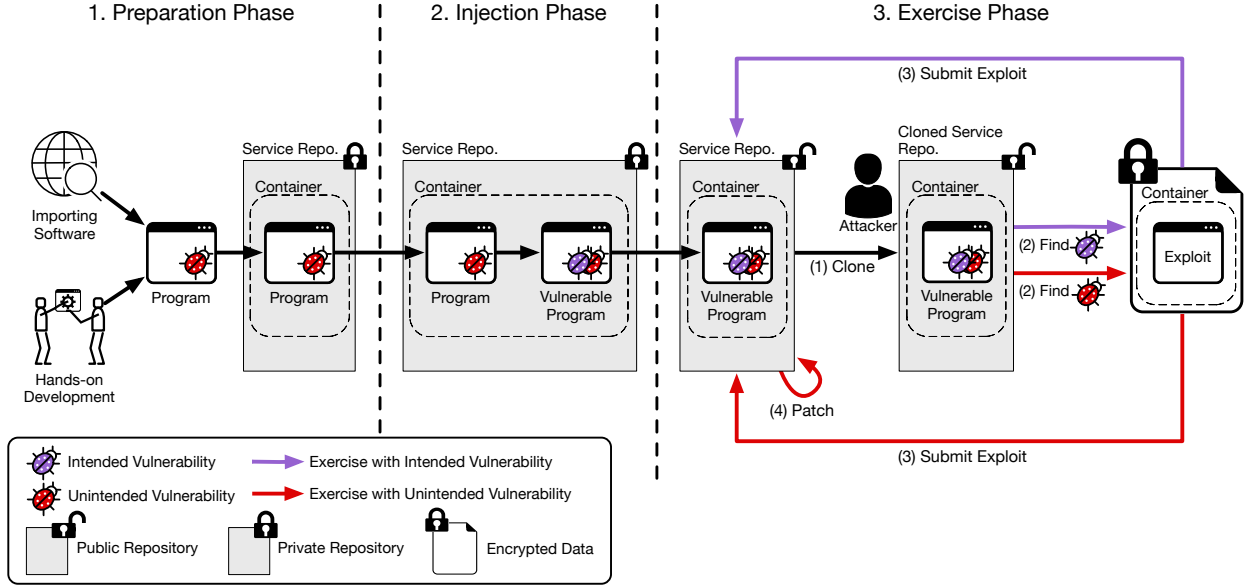 1. Preparation Phase
2. Injection Phase
3. Exercise Phase
(3) Submit Exploit
Importing
Software
Hands-on
Development
Program
Service Repo.
Container
Program
Service Repo.
Container
Program
Vulnerable
Program
Service Repo.
Container
Vulnerable
Program
(4) Patch
Attacker
(1) Clone
Cloned Service
Repo.
Container
Vulnerable
Program
(2) Find
(2) Find
Container
Exploit
(3) Submit Exploit
Intended Vulnerability
Exercise with Intended Vulnerability
Unintended Vulnerability
Exercise with Unintended Vulnerability
Public Repository
Private Repository
Encrypted Data